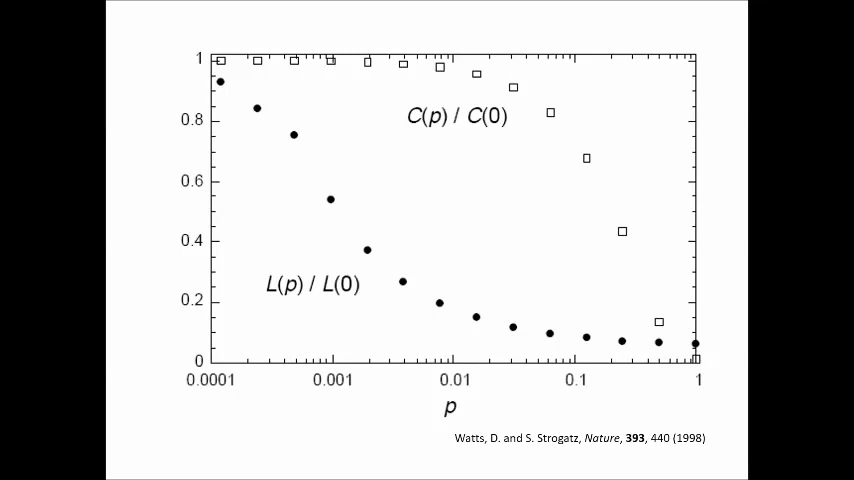 1
0.8
C(p) / C(0)
0.6
0.4
L(p) / L(0)
0.2
0
0.0001 0.001 0.01 0.1 1
p
Watts, D. and S. Strogatz, Nature, 393, 440 (1998)